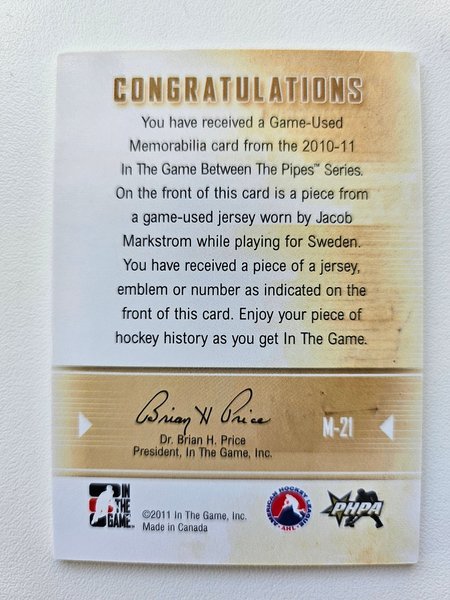 CONGRATULATIONS
You have received a Game-Used
Memorabilia card from the 2010-11
In The Game Between The Pipes™ Series.
On the front of this card is a piece from
a game-used jersey worn by Jacob
Markstrom while playing for Sweden.
You have received a piece of a jersey,
emblem or number as indicated on the
front of this card. Enjoy your piece of
hockey history as you get In The Game.
Brian H Price
Dr. Brian H. Price
President, In The Game, Inc.
M-21
IN
THE
GAME
©2011 In The Game, Inc.
Made in Canada
AMERICAN HOCKEY LEAGUE
AHL
PHPA